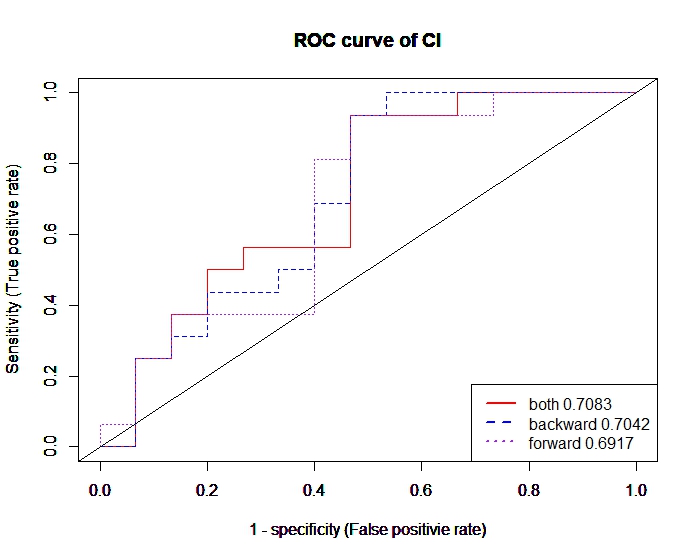 ROC curve of CI
Sensitivity (True positive rate)
1.0
0.8
0.6
0.4
0.2
0.0
both 0.7083
backward 0.7042
forward 0.6917
0.0 0.2 0.4 0.6 0.8 1.0
1 - specificity (False positivie rate)